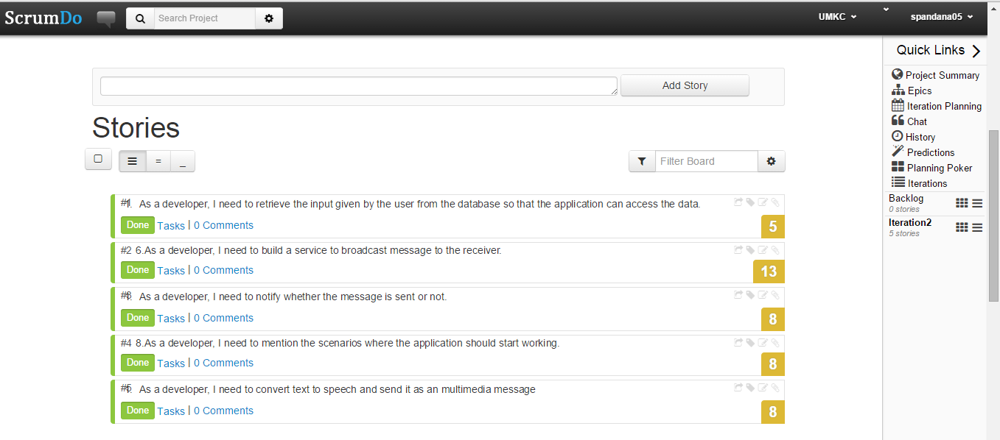 ScrumDo Search Project UMKC spandana05
Quick Links
Add Story
Project Summary
Epics
Iteration Planning
Chat
History
Predictions
Planning Poker
Iterations
Backlog
0 stories
Iteration2
5 stories
Stories
= _ Filter Board
#1. As a developer, I need to retrieve the input given by the user from the database so that the application can access the data.
Done Tasks | 0 Comments 5
#2 6.As a developer, I need to build a service to broadcast message to the receiver.
Done Tasks | 0 Comments 13
As a developer, I need to notify whether the message is sent or not.
Done Tasks | 0 Comments 8
#4 8.As a developer, I need to mention the scenarios where the application should start working.
Done Tasks | 0 Comments 8
As a developer, I need to convert text to speech and send it as an multimedia message
Done Tasks | 0 Comments 8